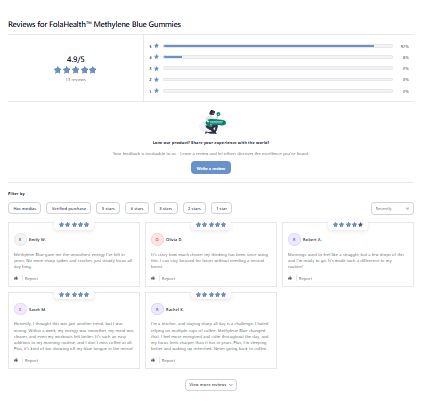 Reviews for FolaHealth™ Methylene Blue Gummies
4.9/5
13 reviews
5
4
3
2
1
92%
8%
0%
0%
0%
Love our product? Share your experience with the world!
Your feedback is invaluable to us - leave a review and let others discover the excellence you've found
Write a review
Filter by
Has medias
Verified purchase
5 stars
4 stars
3 stars
2 stars
1 star
Recently
E
Emily W.
Methylene Blue gave me the smoothest energy I've felt in
years. No more sharp spikes and crashes, just steady focus all
day long.
Report
O
Olivia D.
It's crazy how much clearer my thinking has been since using
this. I can stay focused for hours without needing a second
boost.
Report
R
Robert A.
Mornings used to feel like a struggle, but a few drops of this
and I'm ready to go. It's made such a difference to my
routine!
Report
S
Sarah M.
Honestly, I thought this was just another trend, but I was
wrong. Within a week, my energy was smoother, my mind was
clearer, and even my workouts felt better. It's such an easy
addition to my morning routine, and I don't miss coffee at all.
Plus, it's kind of fun showing off my blue tongue in the mirror!
Report
R
Rachel K.
I'm a teacher, and staying sharp all day is a challenge. I hated
relying on multiple cups of coffee. Methylene Blue changed
that. I feel more energized and calm throughout the day, and
my focus feels sharper than it has in years. Plus, I'm sleeping
better and waking up refreshed. Never going back to coffee.
Report
View more reviews